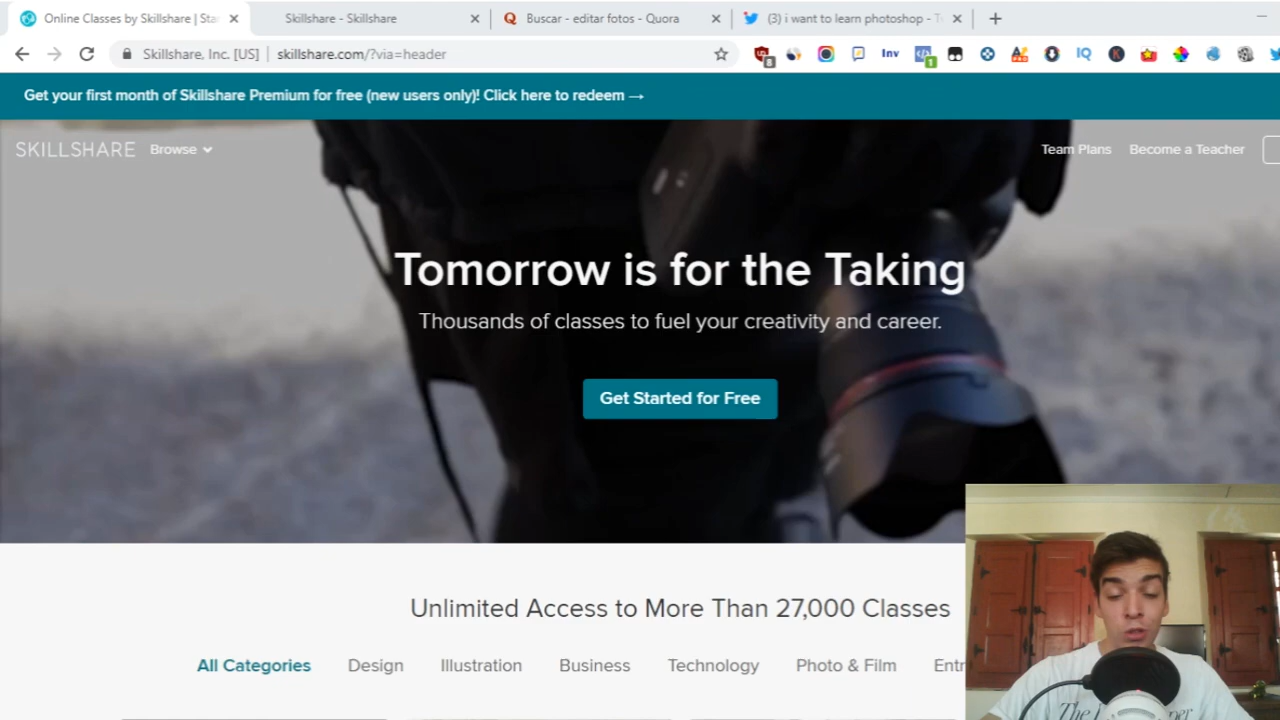 Online Classes by Skillshare | Star
Skillshare - Skillshare
Buscar - editar fotos - Quora
(3) i want to learn photoshop - Tw
Skillshare, Inc. [US] | skillshare.com/?via=header
8
Inv
1
IQ
K
Get your first month of Skillshare Premium for free (new users only)! Click here to redeem →
SKILLSHARE
Browse
Team Plans
Become a Teacher
Tomorrow is for the Taking
Thousands of classes to fuel your creativity and career.
Get Started for Free
Unlimited Access to More Than 27,000 Classes
All Categories
Design
Illustration
Business
Technology
Photo & Film
Entr